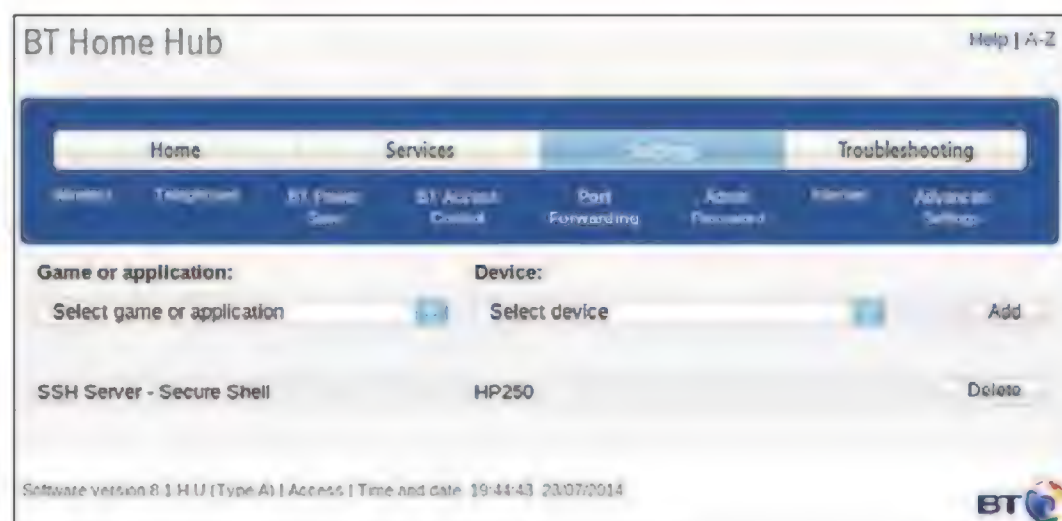 BT Home Hub
Help | A-Z
Home Services Troubleshooting
Port Forwarding
Game or application: Device:
Select game or application Select device Add
SSH Server - Secure Shell HP250 Delete
Software version 8.1.H.U (Type A) | Access | Time and date 19:44:43 23/07/2014
BT